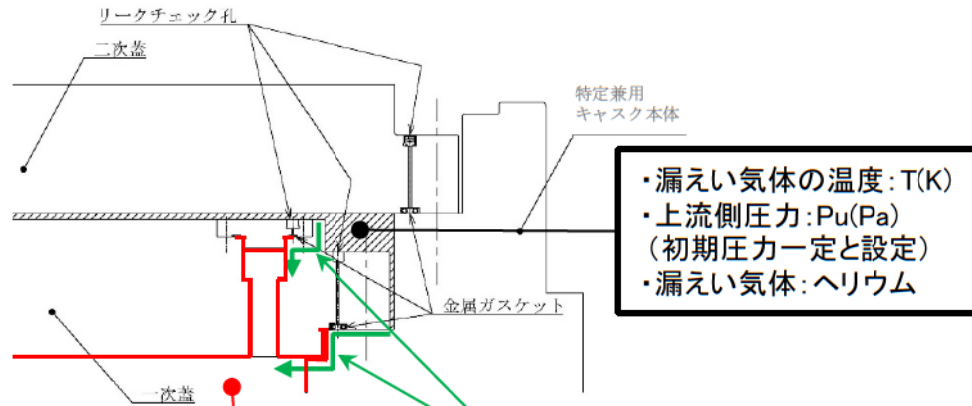 リークチェック孔
二次蓋
特定兼用
キャスク本体
・漏えい気体の温度:T(K)
・上流側圧力:Pu(Pa)
(初期圧力一定と設定)
・漏えい気体:ヘリウム
金属ガスケット
一次蓋